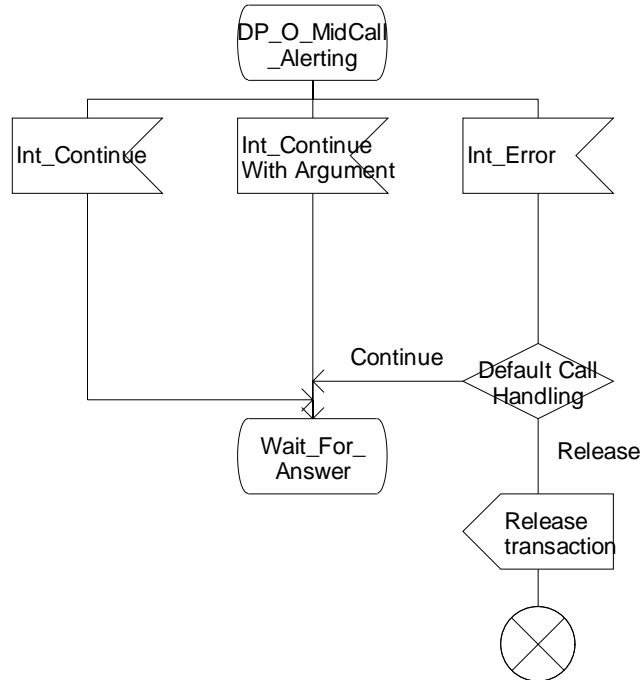 DP_O_MidCall
_Alerting
Int_Continue
Int_Continue
With Argument
Int_Error
Continue
Default Call
Handling
Wait_For_
Answer
Release
Release
transaction